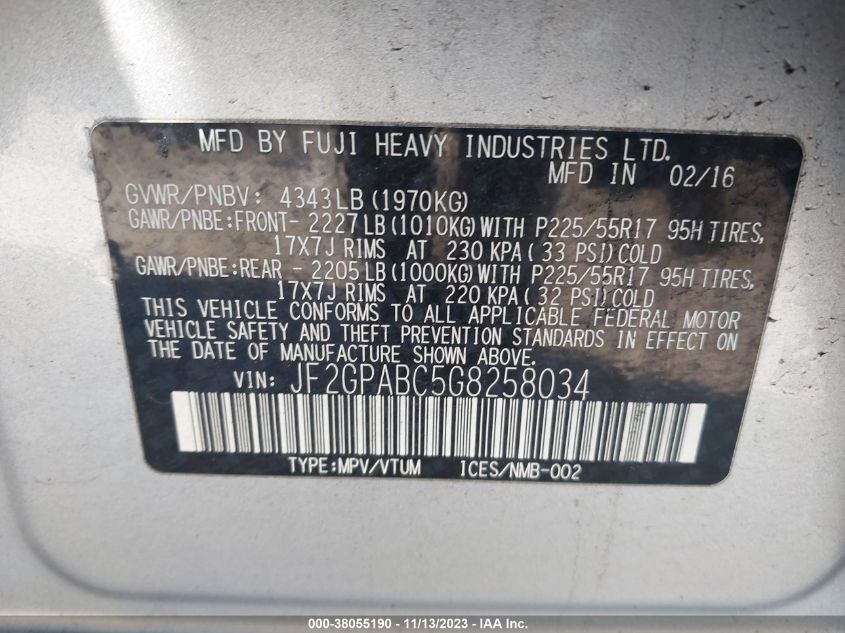 MFD BY FUJI HEAVY INDUSTRIES LTD.
MFD IN 02/16
GVWR/PNBV: 4343LB (1970KG)
GAWR/PNBE:FRONT- 2227LB (1010KG) WITH P225/55R17 95H TIRES,
17X7J RIMS AT 230 KPA ( 33 PSI) COLD
GAWR/PNBE:REAR - 2205LB (1000KG) WITH P225/55R17 95H TIRES,
17X7J RIMS AT 220 KPA ( 32 PSI) COLD
THIS VEHICLE CONFORMS TO ALL APPLICABLE FEDERAL MOTOR
VEHICLE SAFETY AND THEFT PREVENTION STANDARDS IN EFFECT ON
THE DATE OF MANUFACTURE SHOWN ABOVE.
VIN: JF2GPABC5G8258034
TYPE:MPV/VTUM ICES/NMB-002
000-38055190 - 11/13/2023 - IAA Inc.